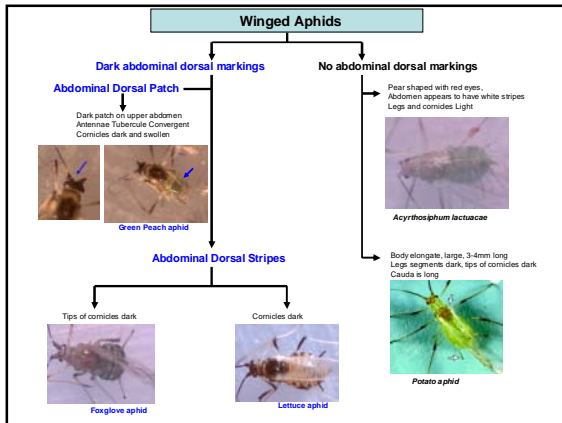 Winged Aphids
Dark abdominal dorsal markings
No abdominal dorsal markings
Abdominal Dorsal Patch
Dark patch on upper abdomen
Antennae Tubercule Convergent
Cornicles dark and swollen
Green Peach aphid
Pear shaped with red eyes,
Abdomen appears to have white stripes
Legs and cornicles Light
Acyrthosiphum lactuacae
Abdominal Dorsal Stripes
Tips of cornicles dark
Foxglove aphid
Cornicles dark
Lettuce aphid
Body elongate, large, 3-4mm long
Legs segments dark, tips of cornicles dark
Cauda is long
Potato aphid